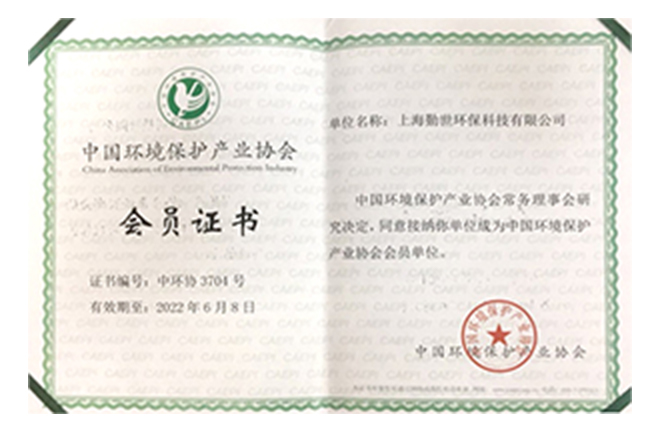 中国环境保护产业协会
China Association of Environmental Protection Industry
会员证书
证书编号：中环协 3704 号
有效期至：2022 年 6 月 8 日
单位名称：上海勤世环保科技有限公司
中国环境保护产业协会常务理事会研
究决定，同意接纳你单位成为中国环境保护
产业协会会员单位。
中国环境保护产业协会